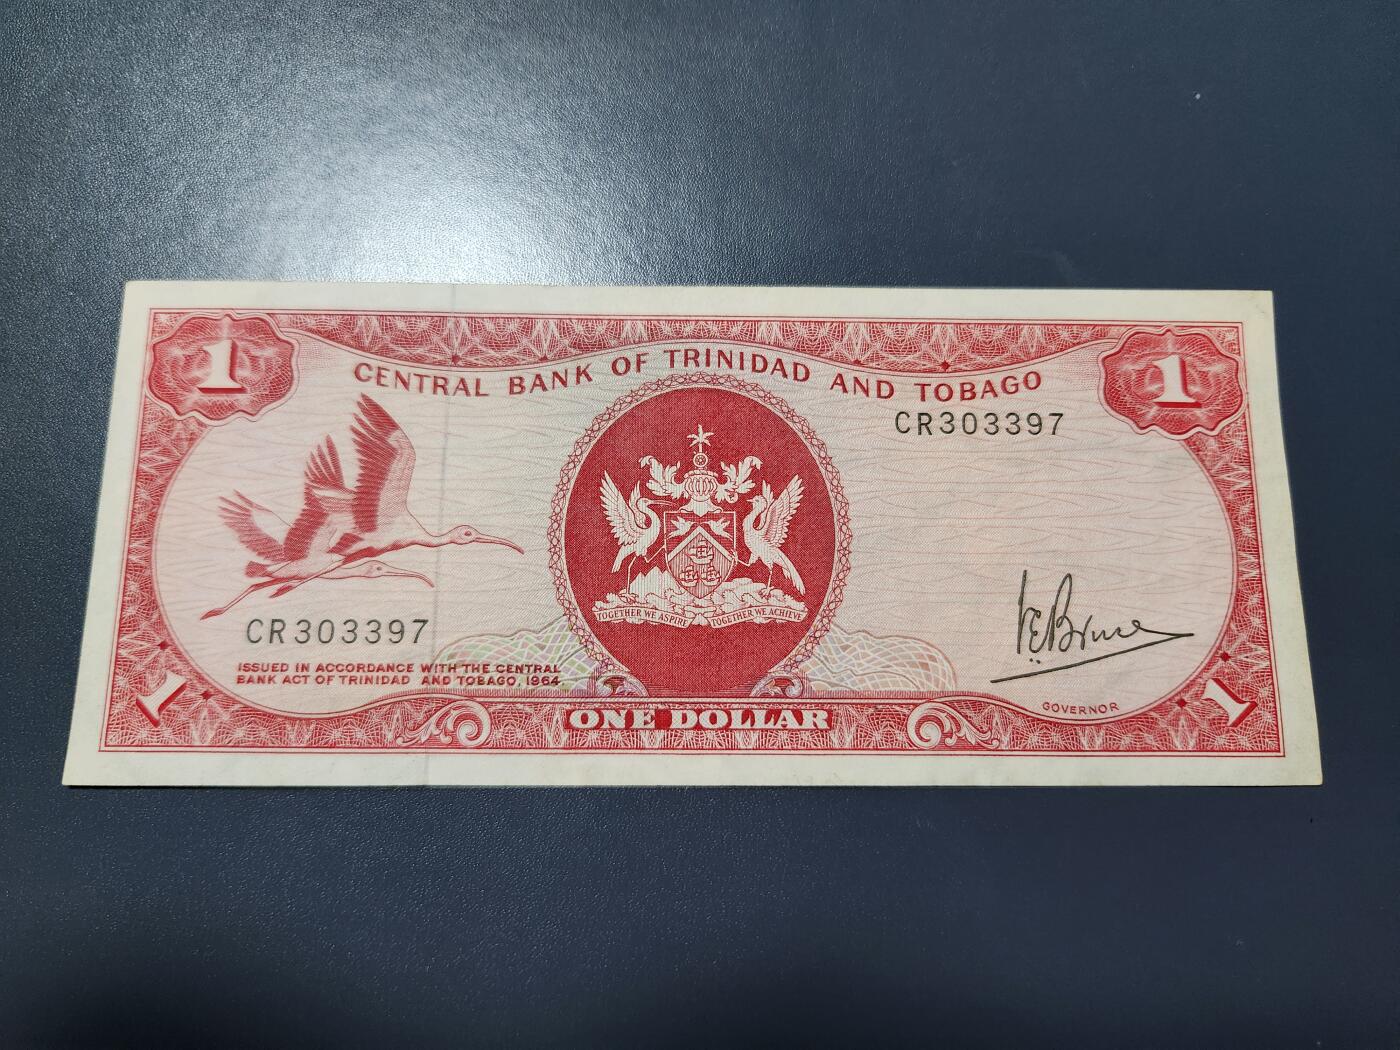 1
1
CENTRAL BANK OF TRINIDAD AND TOBAGO
CR303397
TOGETHER WE ASPIRE TOGETHER WE ACHIEVE
CR303397
V.E. Bruce
ISSUED IN ACCORDANCE WITH THE CENTRAL
BANK ACT OF TRINIDAD AND TOBAGO, 1964.
GOVERNOR
1
ONE DOLLAR
1